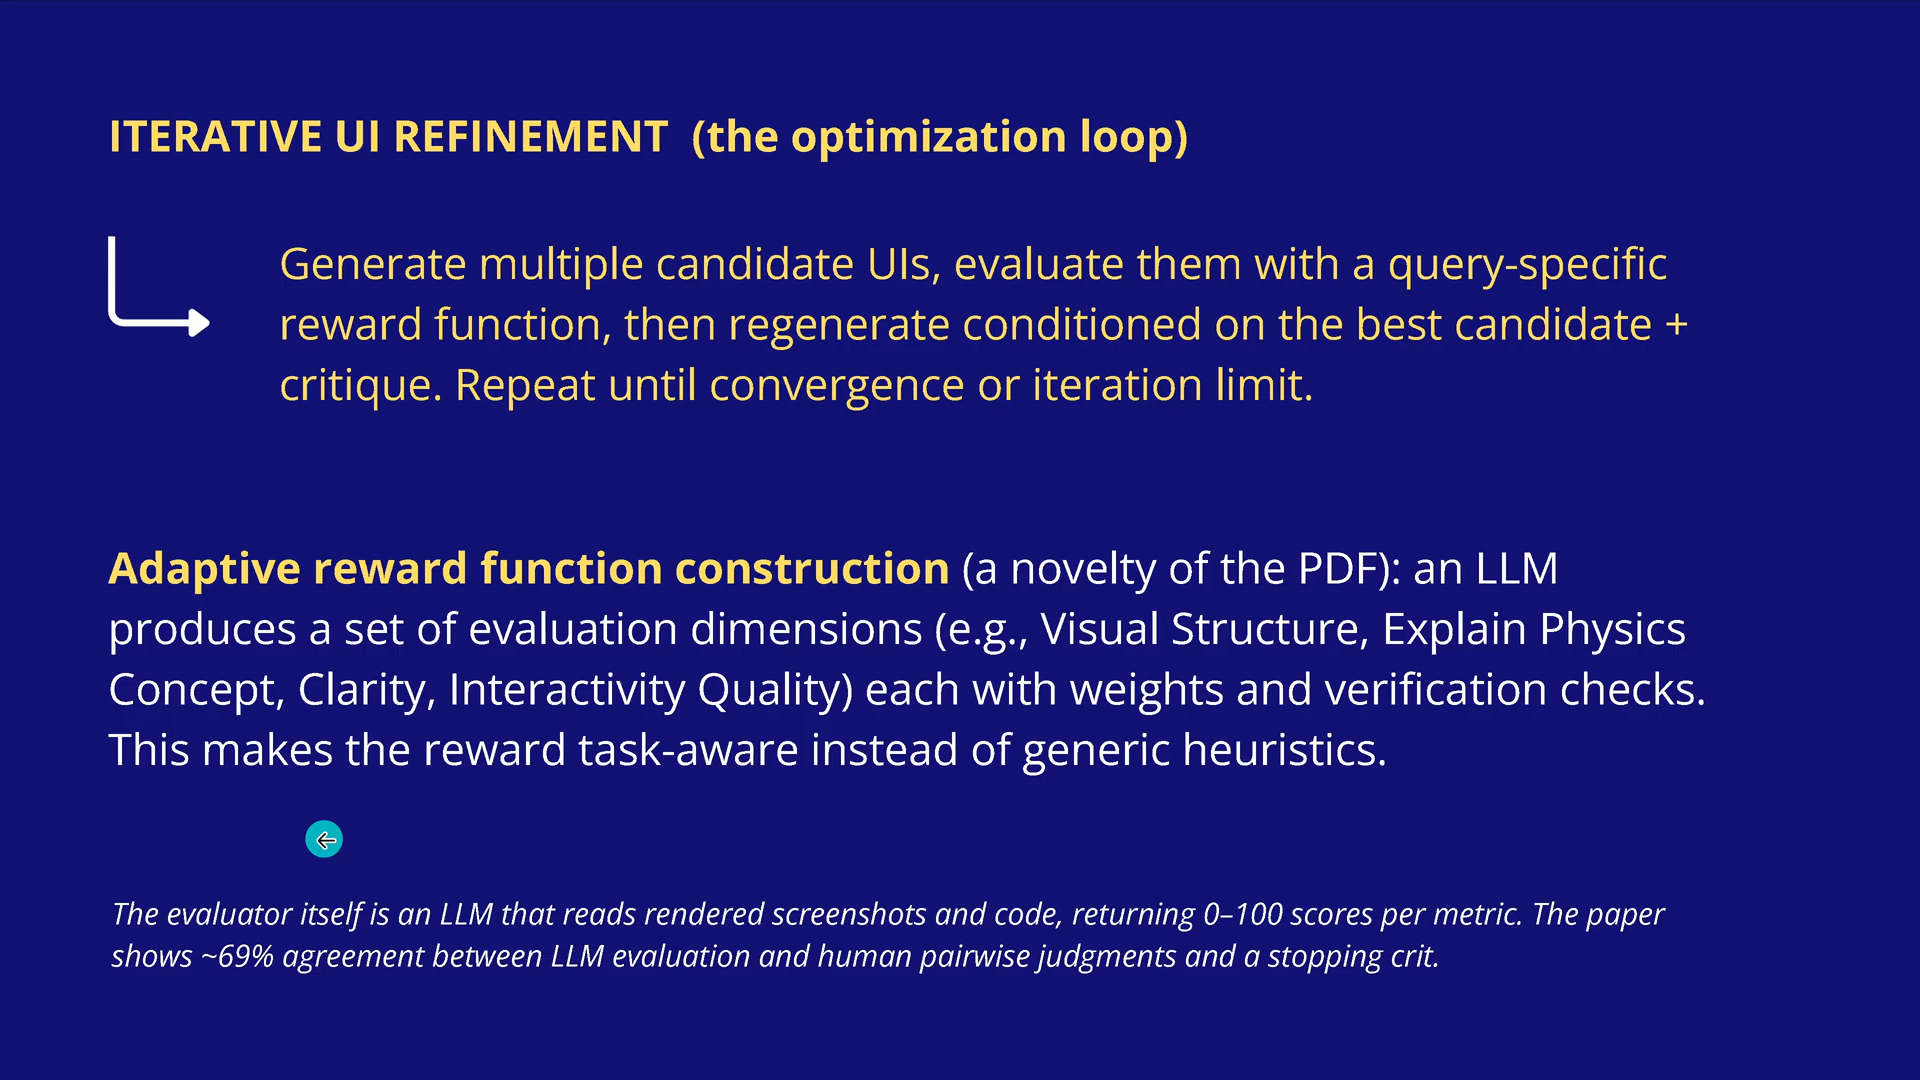 ITERATIVE UI REFINEMENT (the optimization loop)
Generate multiple candidate UIs, evaluate them with a query-specific
reward function, then regenerate conditioned on the best candidate +
critique. Repeat until convergence or iteration limit.
Adaptive reward function construction (a novelty of the PDF): an LLM
produces a set of evaluation dimensions (e.g., Visual Structure, Explain Physics
Concept, Clarity, Interactivity Quality) each with weights and verification checks.
This makes the reward task-aware instead of generic heuristics.
The evaluator itself is an LLM that reads rendered screenshots and code, returning 0–100 scores per metric. The paper
shows ~69% agreement between LLM evaluation and human pairwise judgments and a stopping crit.